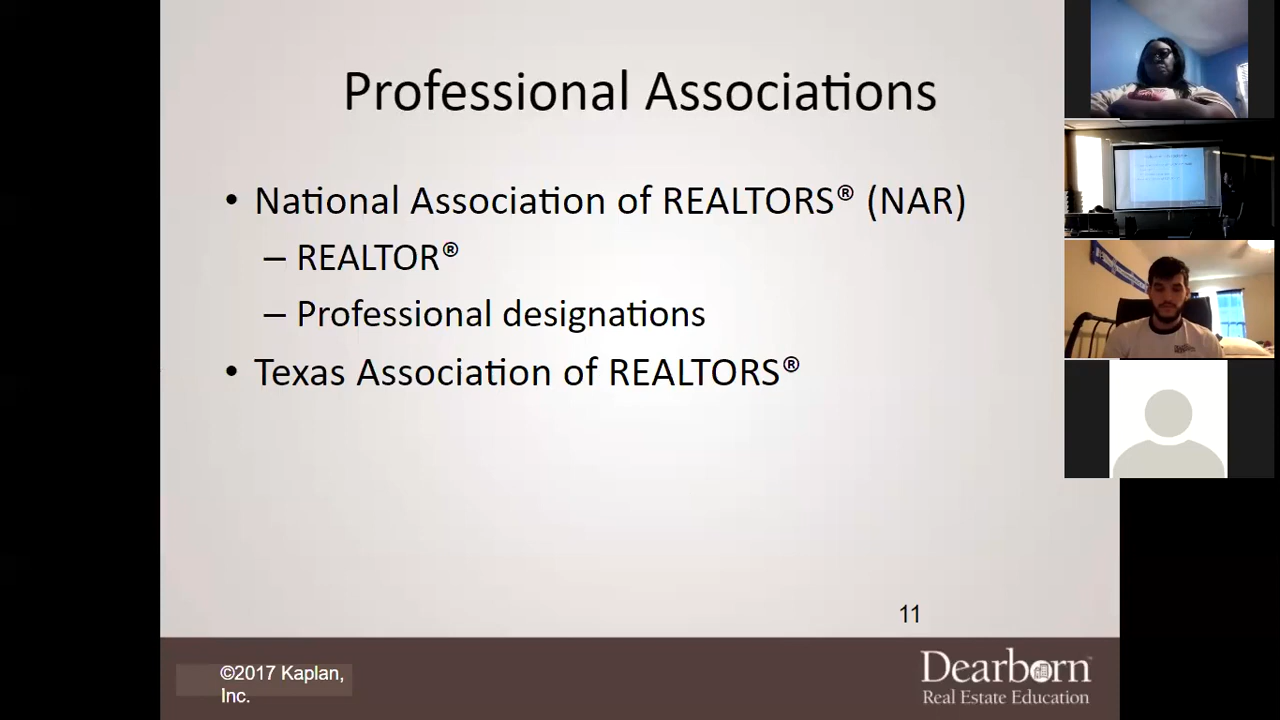 Professional Associations
• National Association of REALTORS® (NAR)
– REALTOR®
– Professional designations
• Texas Association of REALTORS®
11
©2017 Kaplan,
Inc.
Dearborn™
Real Estate Education